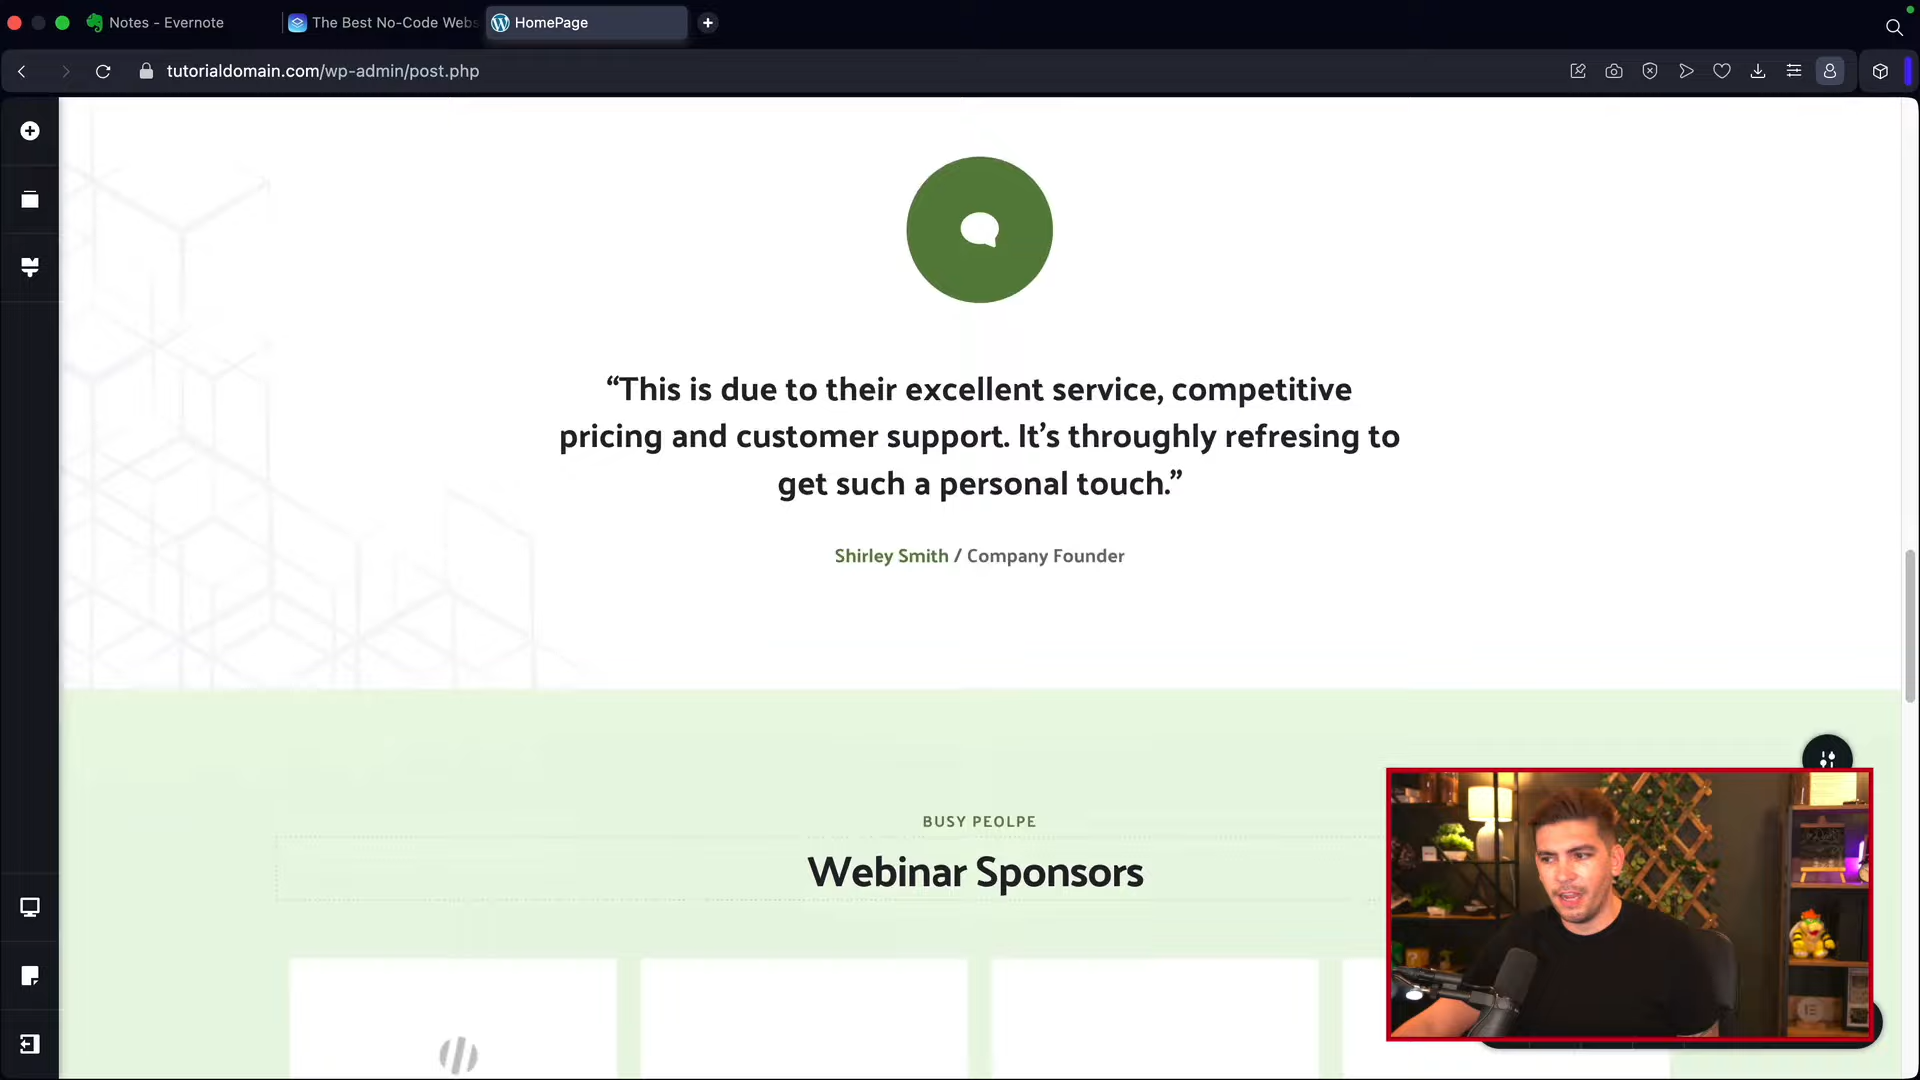 Notes - Evernote
The Best No-Code Webs
HomePage
tutorialdomain.com/wp-admin/post.php
“This is due to their excellent service, competitive
pricing and customer support. It’s throughly refresing to
get such a personal touch.”
Shirley Smith / Company Founder
BUSY PEOLPE
Webinar Sponsors